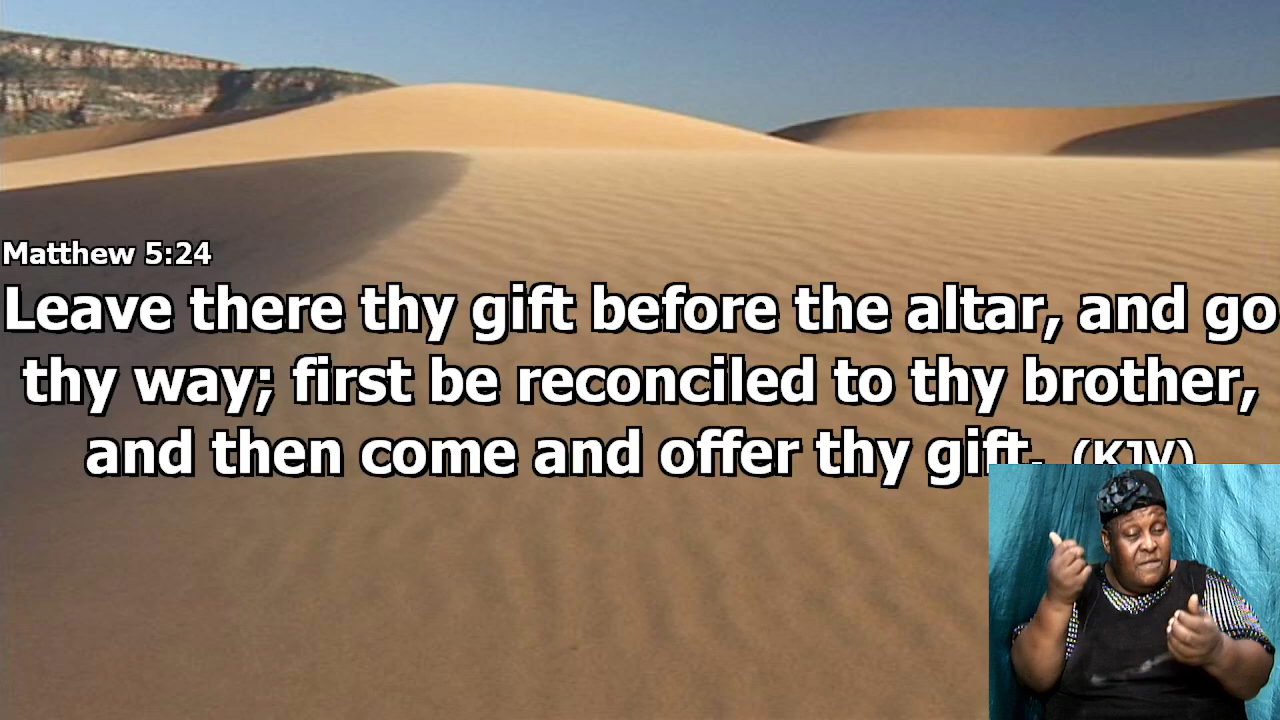 Matthew 5:24
Leave there thy gift before the altar, and go
thy way; first be reconciled to thy brother,
and then come and offer thy gift. (KJV)